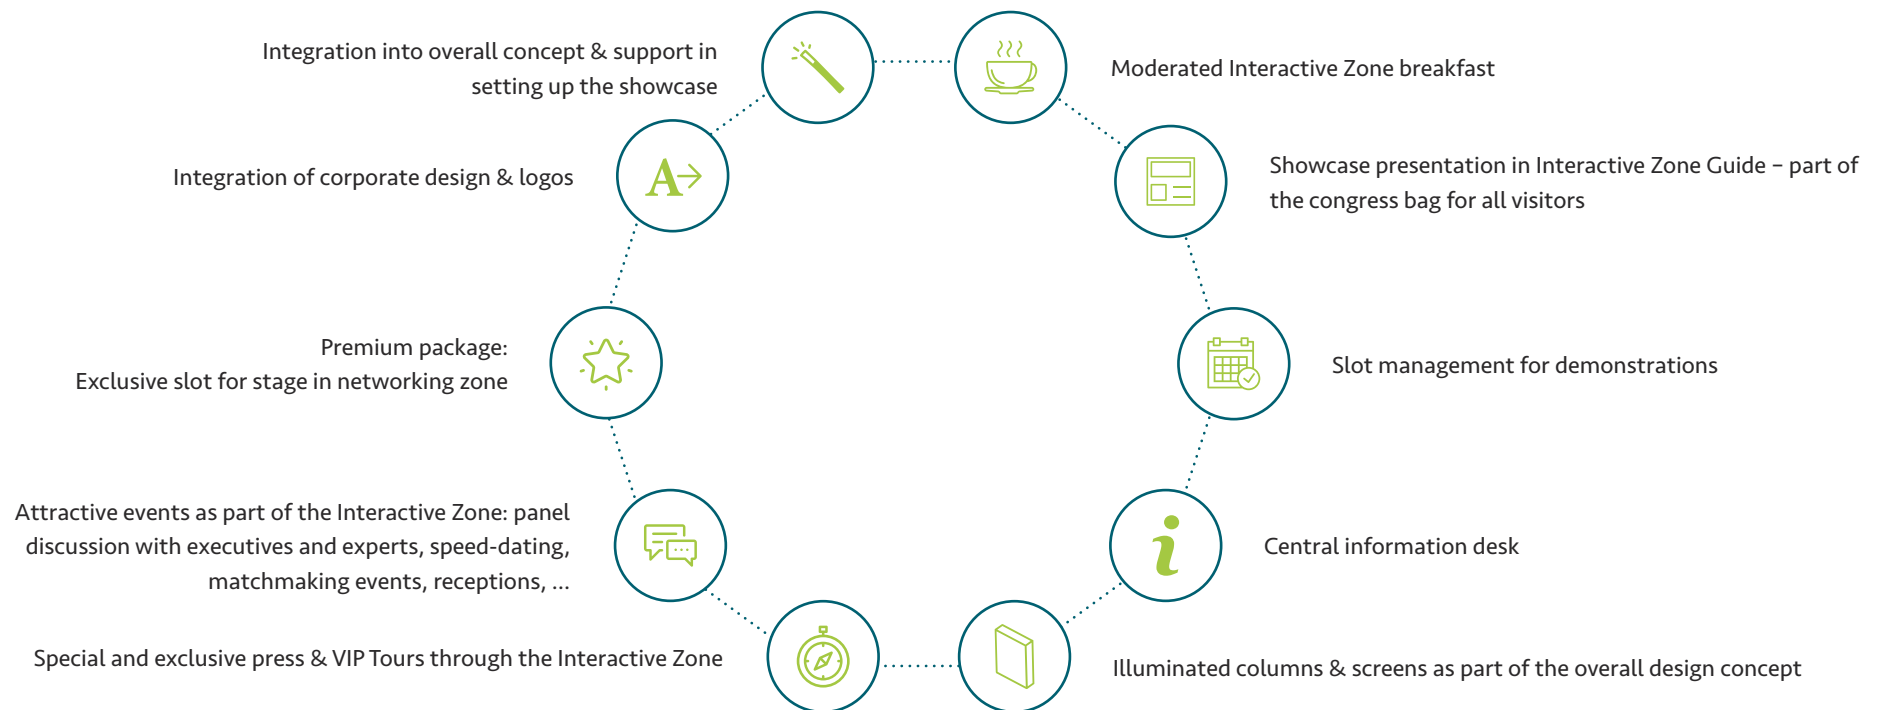 Integration into overall concept & support in
setting up the showcase
Moderated Interactive Zone breakfast
Integration of corporate design & logos
A
Showcase presentation in Interactive Zone Guide – part of
the congress bag for all visitors
Premium package:
Exclusive slot for stage in networking zone
Slot management for demonstrations
Attractive events as part of the Interactive Zone: panel
discussion with executives and experts, speed-dating,
matchmaking events, receptions, ...
i
Central information desk
Special and exclusive press & VIP Tours through the Interactive Zone
Illuminated columns & screens as part of the overall design concept